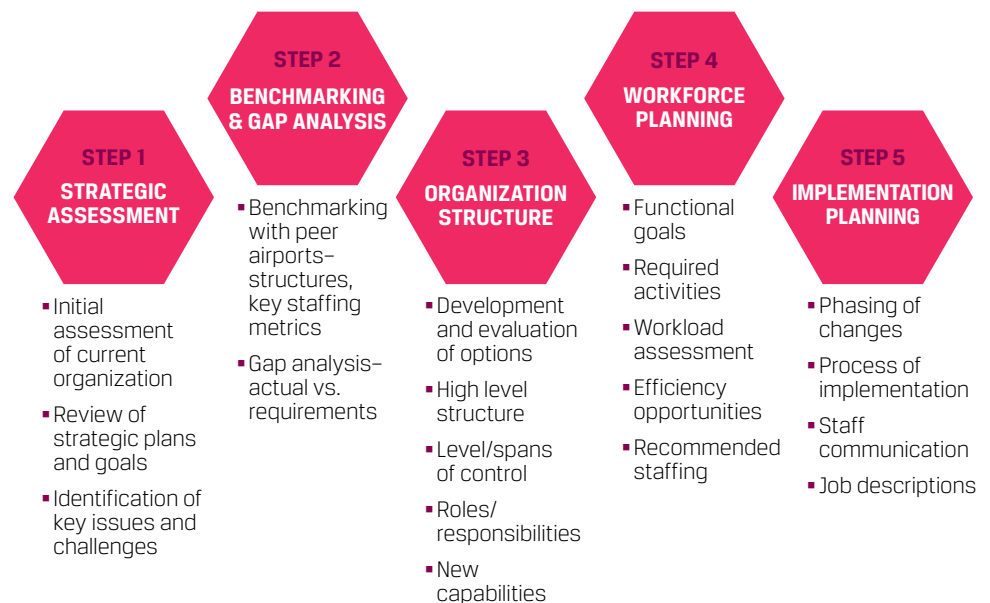 STEP 1
STRATEGIC
ASSESSMENT
▪ Initial
assessment
of current
organization
▪ Review of
strategic plans
and goals
▪ Identification of
key issues and
challenges
STEP 2
BENCHMARKING
& GAP ANALYSIS
▪ Benchmarking
with peer
airports–
structures,
key staffing
metrics
▪ Gap analysis–
actual vs.
requirements
STEP 3
ORGANIZATION
STRUCTURE
▪ Development
and evaluation
of options
▪ High level
structure
▪ Level/spans
of control
▪ Roles/
responsibilities
▪ New
capabilities
STEP 4
WORKFORCE
PLANNING
▪ Functional
goals
▪ Required
activities
▪ Workload
assessment
▪ Efficiency
opportunities
▪ Recommended
staffing
STEP 5
IMPLEMENTATION
PLANNING
▪ Phasing of
changes
▪ Process of
implementation
▪ Staff
communication
▪ Job descriptions